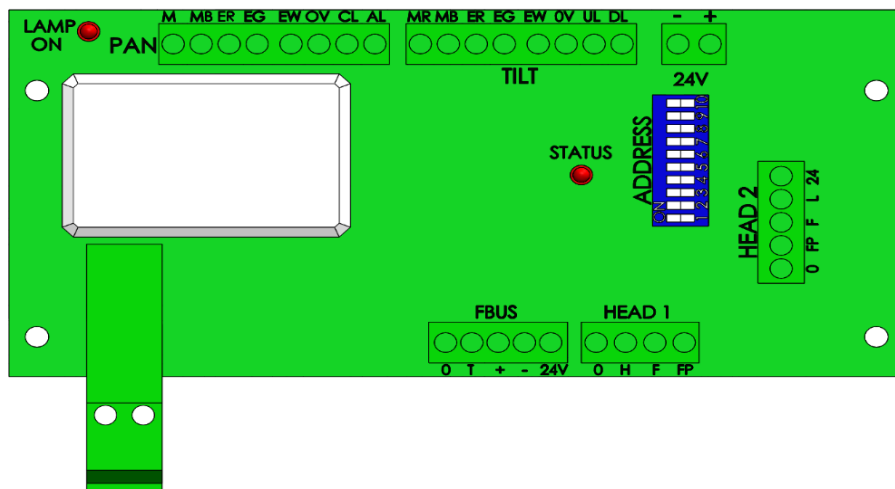 LAMP
ON
PAN
M MB ER EG EW OV CL AL
MR MB ER EG EW 0V UL DL
TILT
- +
24V
STATUS
ADDRESS
ON
1 2 3 4 5 6 7 8 9 10
HEAD 2
0 FP F L 24
FBUS
0 T + - 24V
HEAD 1
0 H F FP